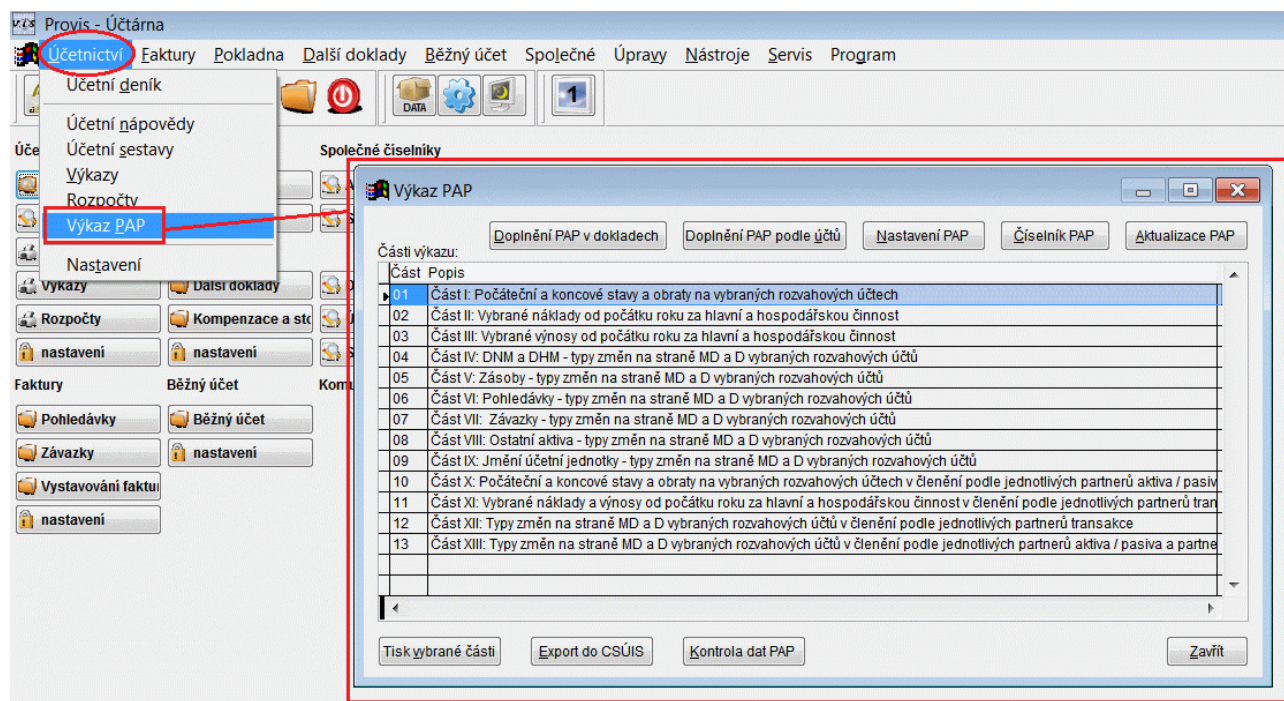 Provis - Účtárna
Účetnictví Faktury Pokladna Další doklady Běžný účet Společné Úpravy Nástroje Servis Program
Účetní deník
Účetní nápovědy
Účetní sestavy
Výkazy
Rozpočty
Výkaz PAP
Nastavení
DATA
1
Úče
Společné číselníky
Výkazy
Další doklady
Rozpočty
Kompenzace a sto
nastavení
nastavení
Faktury
Běžný účet
Komu
Pohledávky
Běžný účet
Závazky
nastavení
Vystavování faktur
nastavení
Výkaz PAP
Doplnění PAP v dokladech
Doplnění PAP podle účtů
Nastavení PAP
Číselník PAP
Aktualizace PAP
Části výkazu:
Část Popis
01 Část I: Počáteční a koncové stavy a obraty na vybraných rozvahových účtech
02 Část II: Vybrané náklady od počátku roku za hlavní a hospodářskou činnost
03 Část III: Vybrané výnosy od počátku roku za hlavní a hospodářskou činnost
04 Část IV: DNM a DHM - typy změn na straně MD a D vybraných rozvahových účtů
05 Část V: Zásoby - typy změn na straně MD a D vybraných rozvahových účtů
06 Část VI: Pohledávky - typy změn na straně MD a D vybraných rozvahových účtů
07 Část VII: Závazky - typy změn na straně MD a D vybraných rozvahových účtů
08 Část VIII: Ostatní aktiva - typy změn na straně MD a D vybraných rozvahových účtů
09 Část IX: Jmění účetní jednotky - typy změn na straně MD a D vybraných rozvahových účtů
10 Část X: Počáteční a koncové stavy a obraty na vybraných rozvahových účtech v členění podle jednotlivých partnerů aktiva / pasiv
11 Část XI: Vybrané náklady a výnosy od počátku roku za hlavní a hospodářskou činnost v členění podle jednotlivých partnerů tran
12 Část XII: Typy změn na straně MD a D vybraných rozvahových účtů v členění podle jednotlivých partnerů transakce
13 Část XIII: Typy změn na straně MD a D vybraných rozvahových účtů v členění podle jednotlivých partnerů aktiva / pasiva a partne
Tisk vybrané části
Export do CSÚIS
Kontrola dat PAP
Zavřít